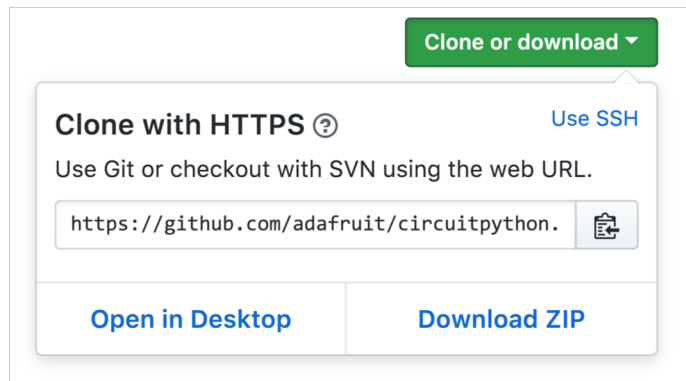 Clone or download
Clone with HTTPS
Use SSH
Use Git or checkout with SVN using the web URL.
https://github.com/adafruit/circuitpython.
Open in Desktop
Download ZIP